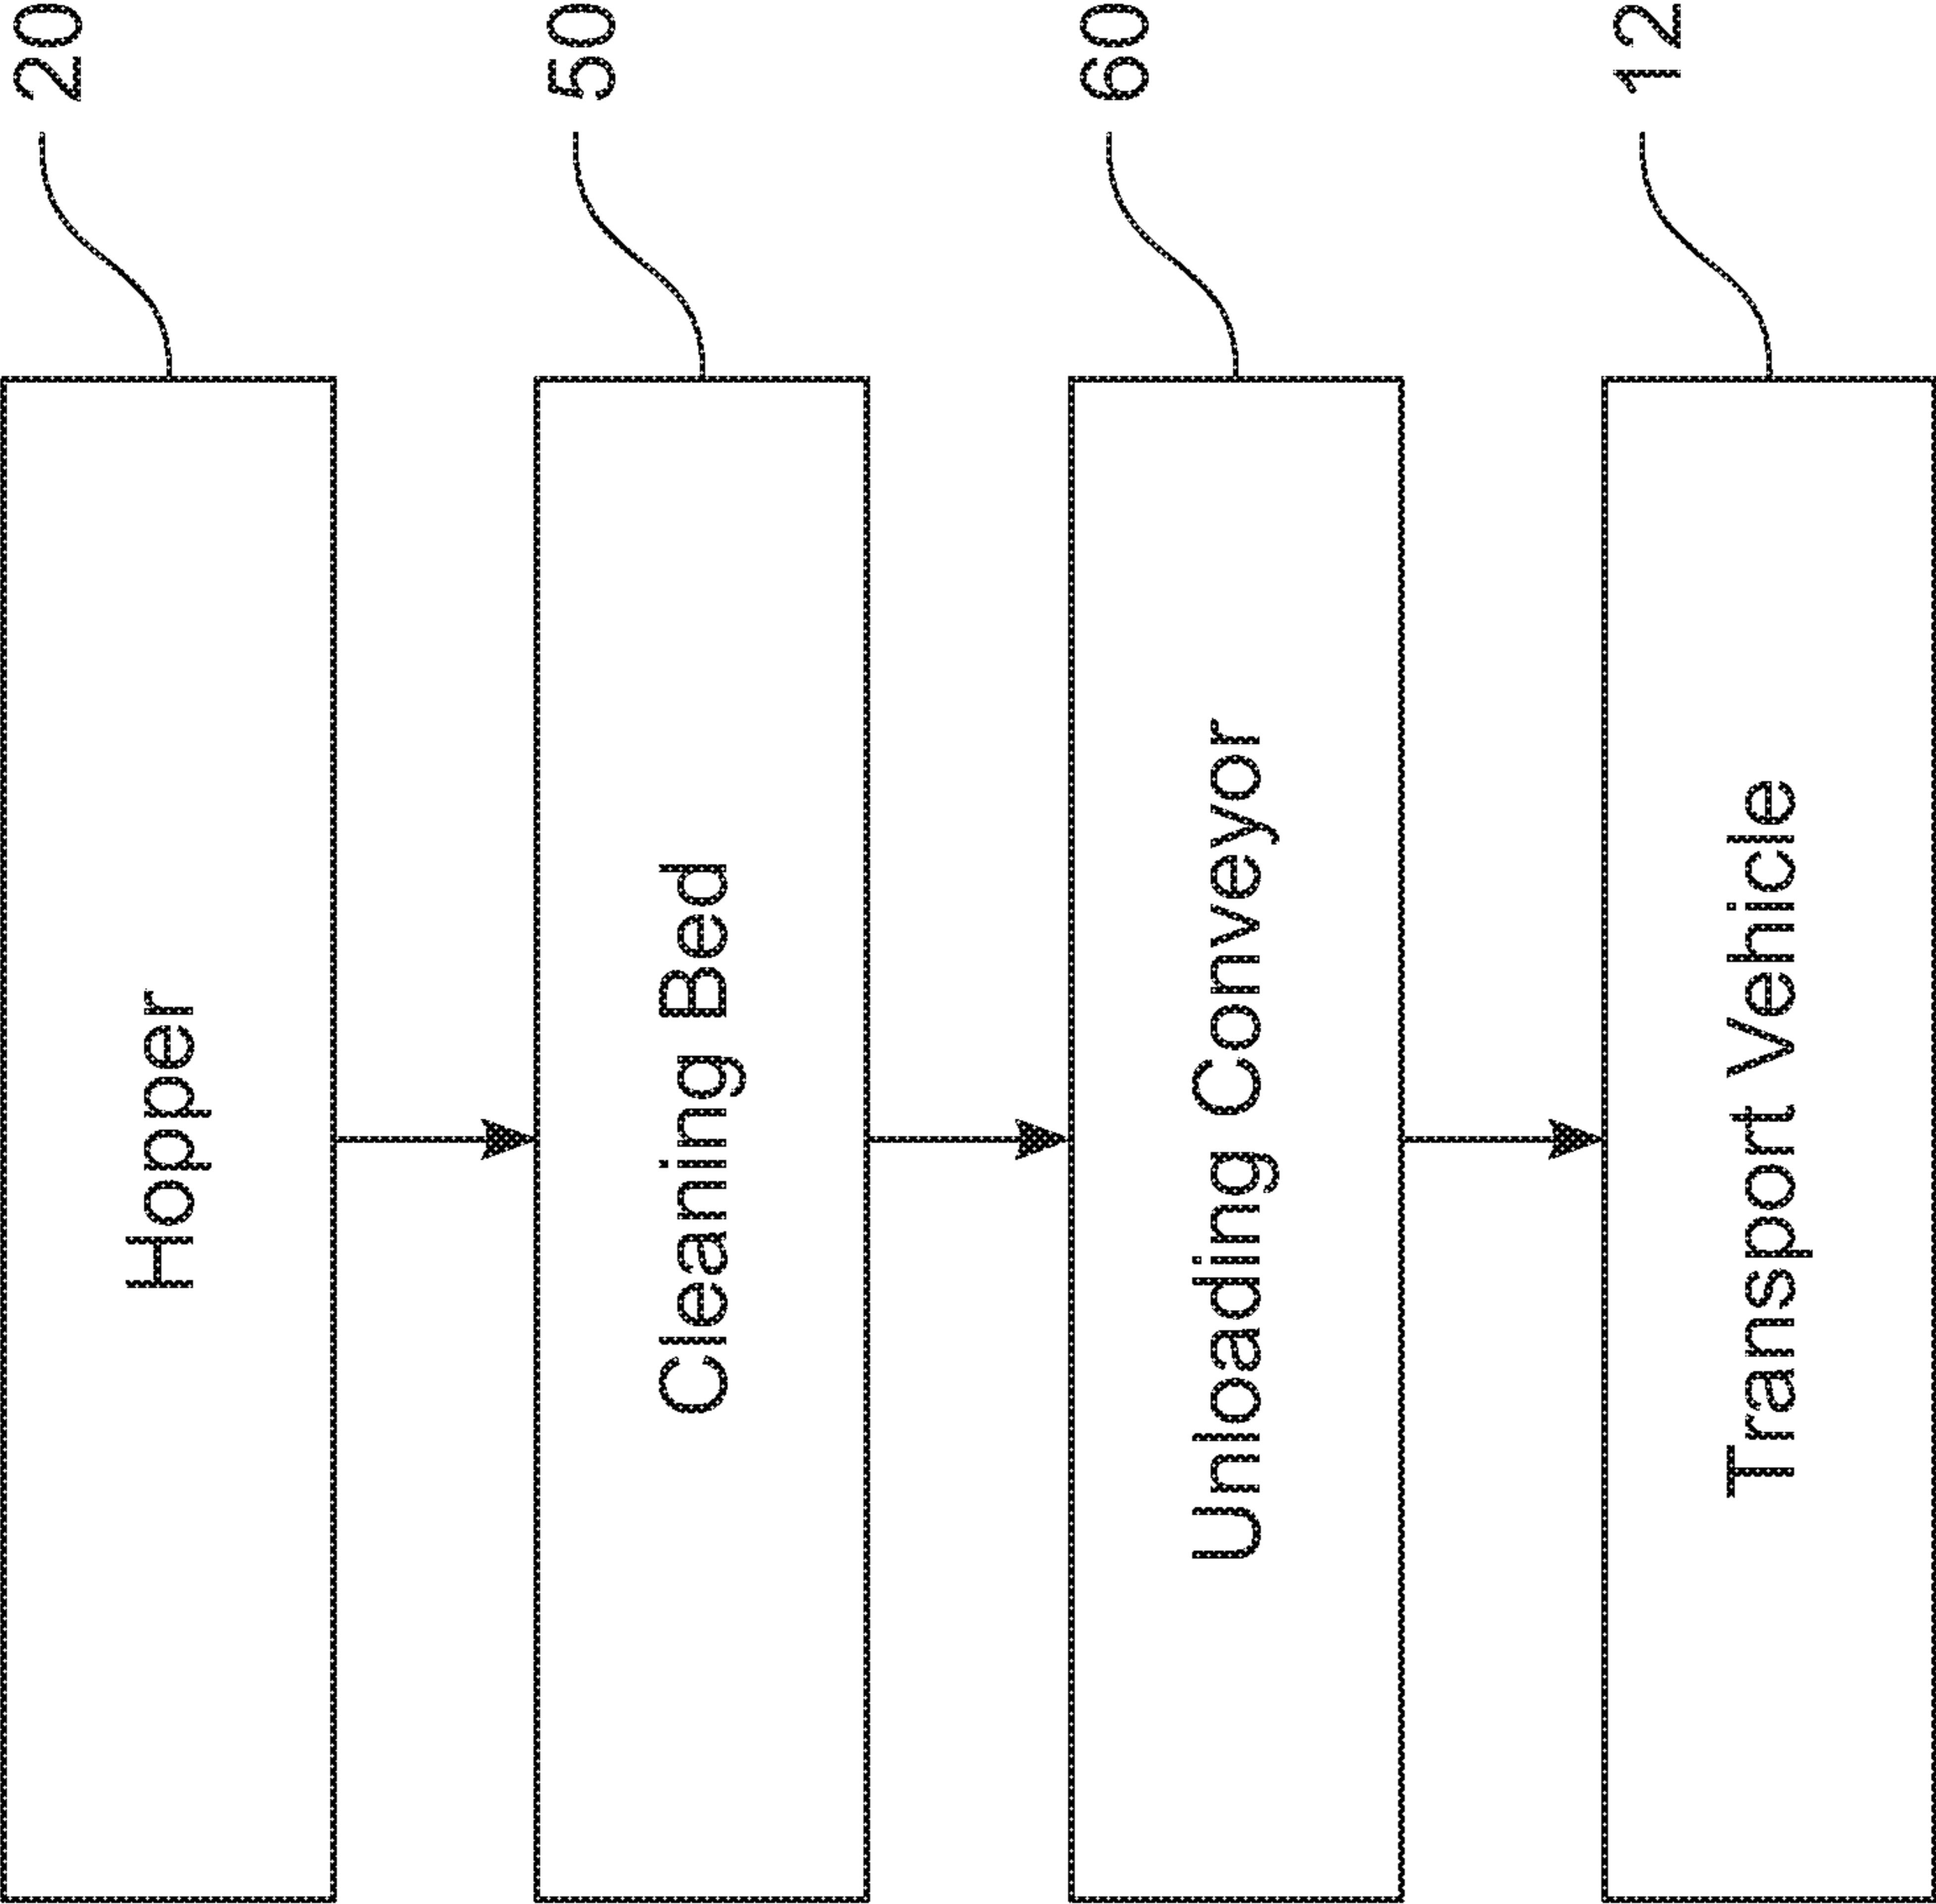 Hopper
20
Cleaning Bed
50
Unloading Conveyor
60
Transport Vehicle
12